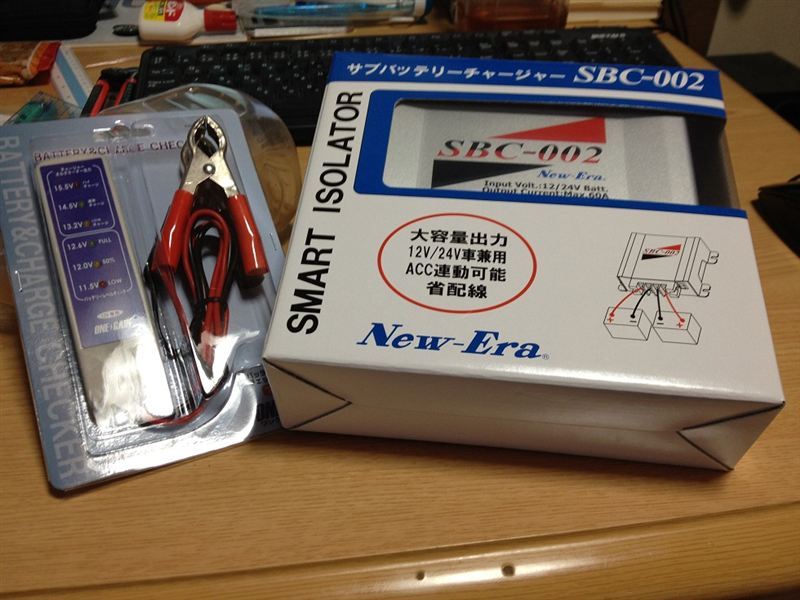 BATTERY&CHARGE CHECKER
BATTERY&CHARGE CHECK
15.5V
14.5V
13.2V
12.6V FULL
12.0V 50%
11.5V LOW
サブバッテリーチャージャー SBC-002
SMART ISOLATOR
SBC-002
New-Era
Input Volt.:12/24V Batt.
Output Current:Max.60A
大容量出力
12V/24V車兼用
ACC連動可能
省配線
New-Era
SBC-002